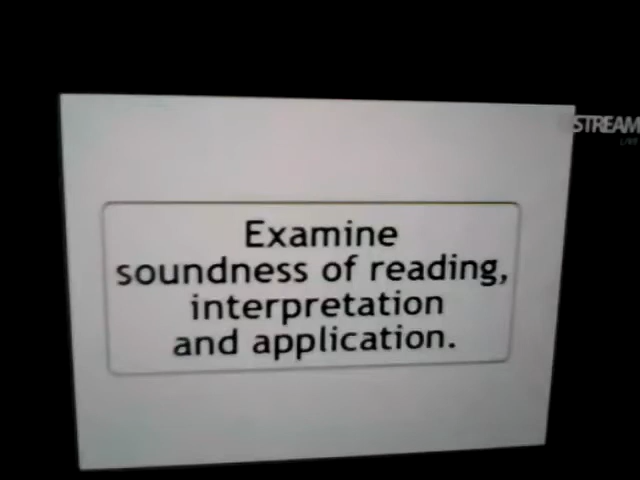 STREAM
Examine
soundness of reading,
interpretation
and application.